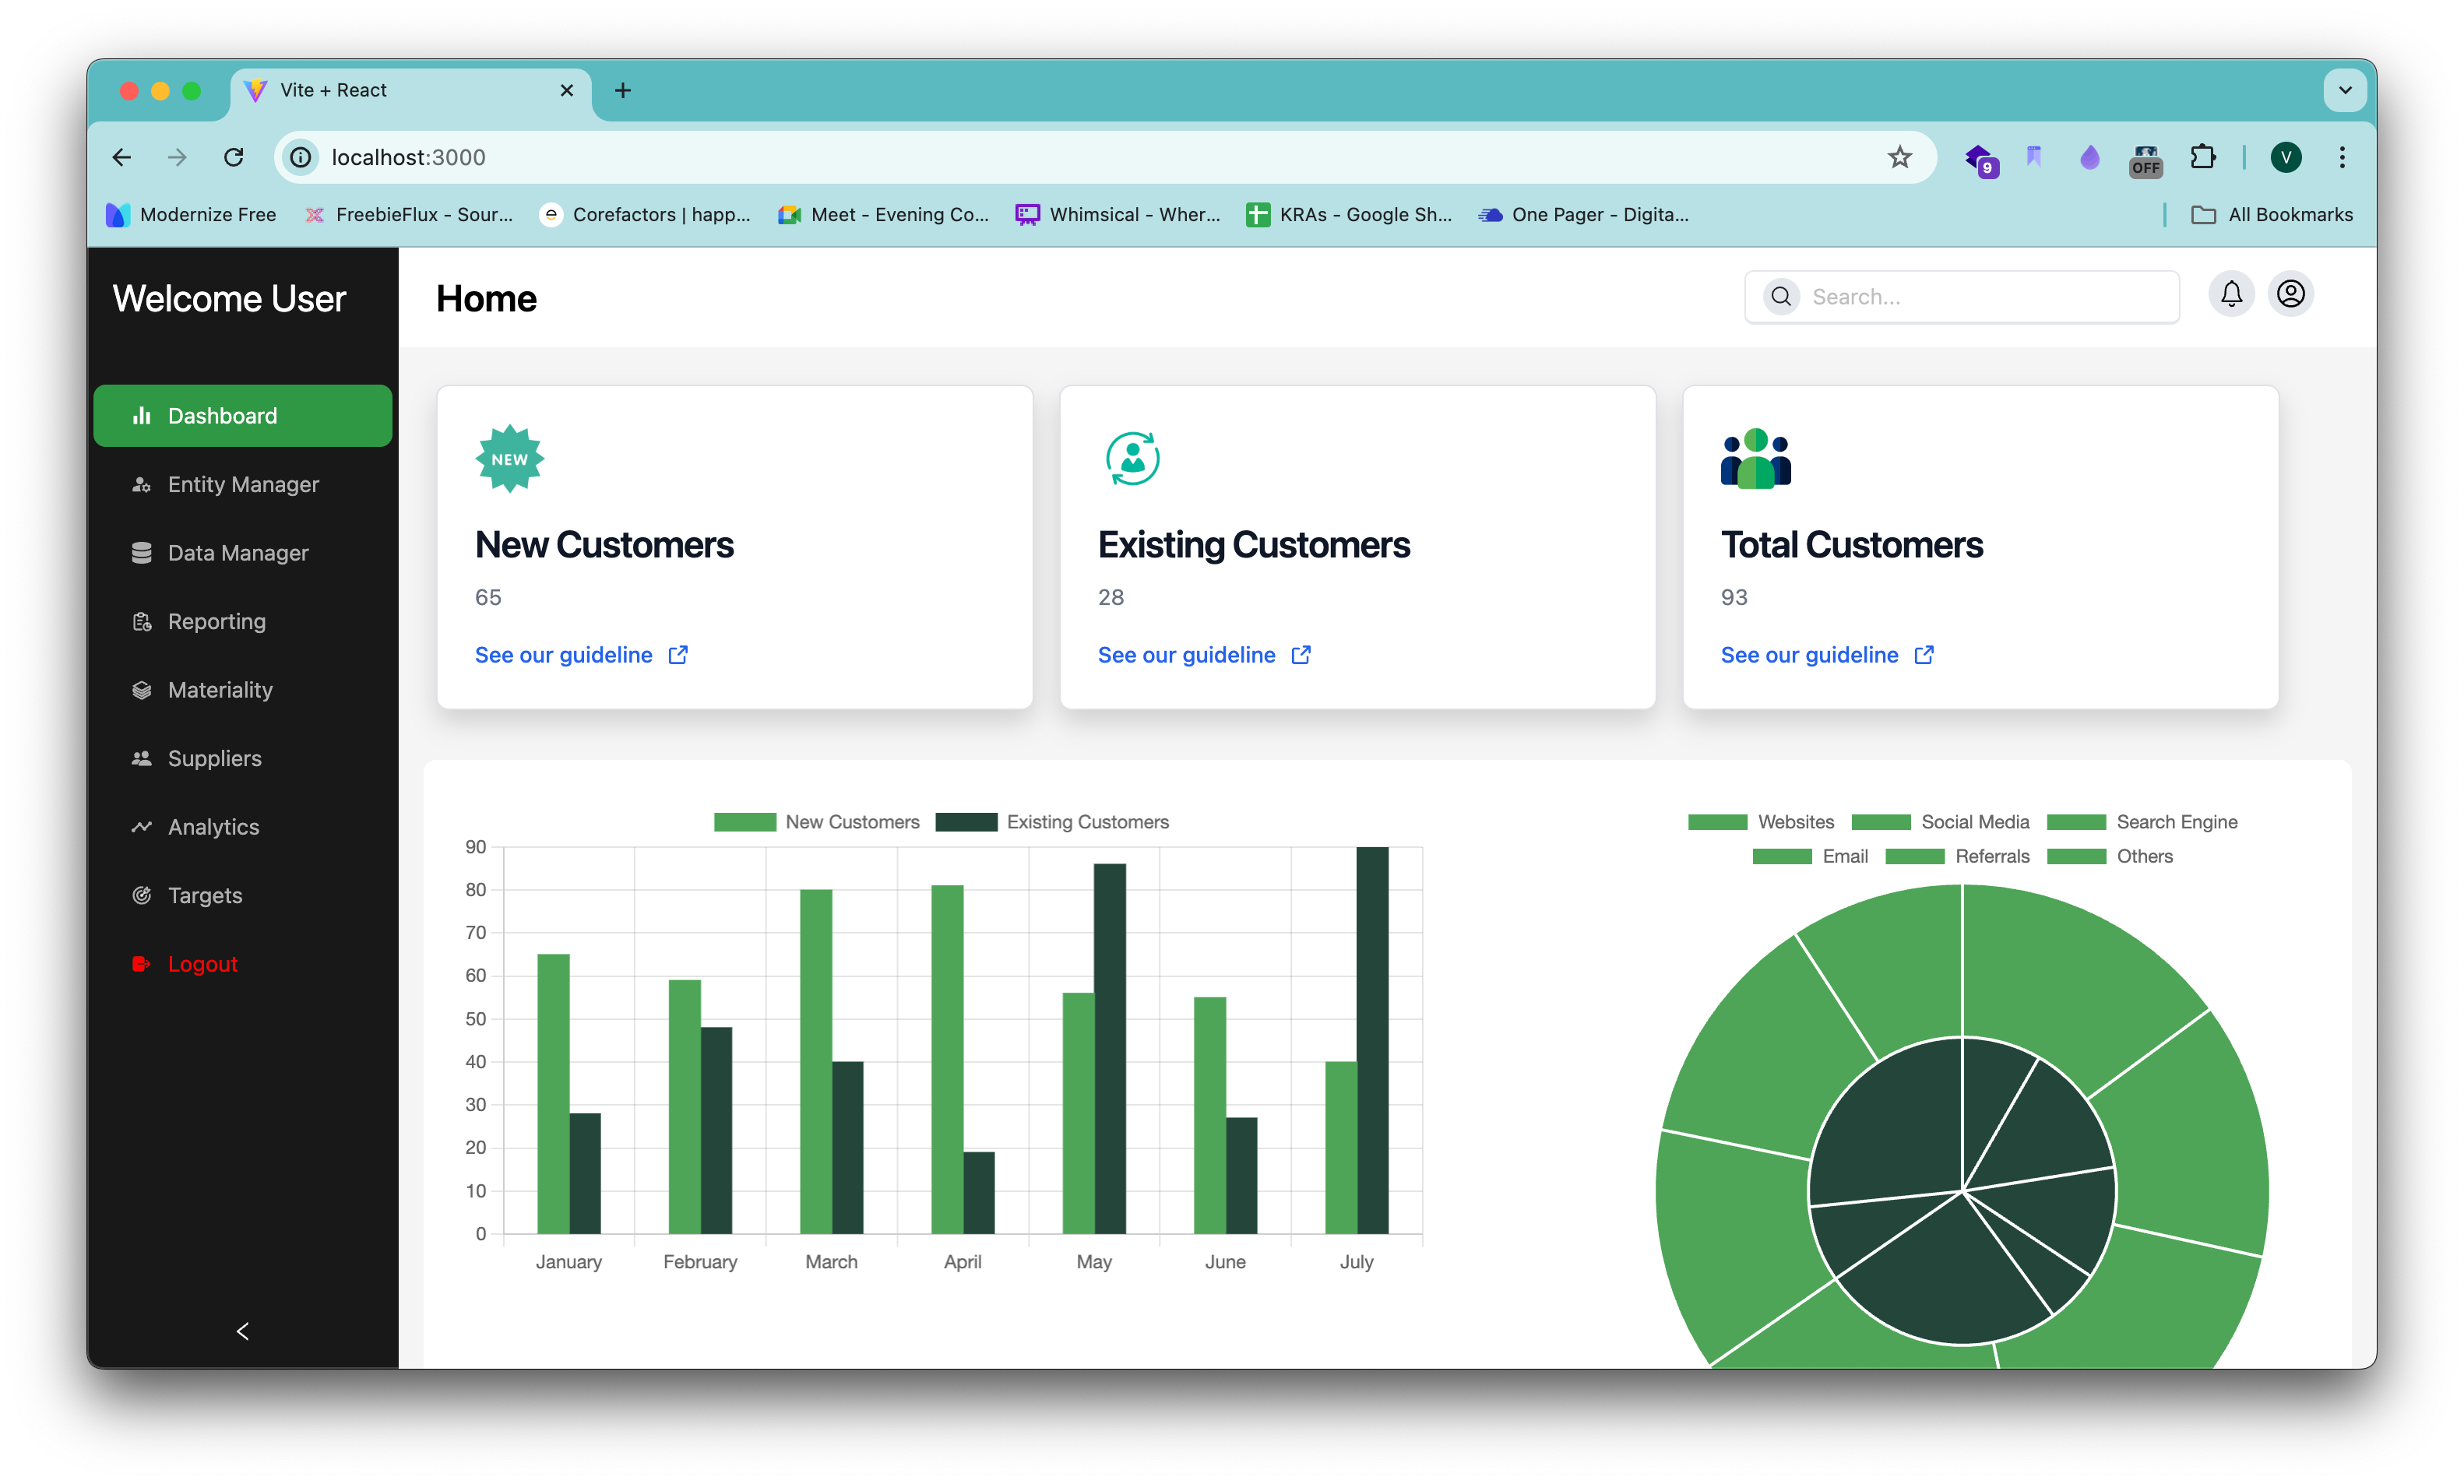 Vite + React
localhost:3000
9
OFF
V
Modernize Free
FreebieFlux - Sour...
Corefactors | happ...
Meet - Evening Co...
Whimsical - Wher...
KRAs - Google Sh...
One Pager - Digita...
All Bookmarks
Welcome User
Dashboard
Entity Manager
Data Manager
Reporting
Materiality
Suppliers
Analytics
Targets
Logout
Home
Search...
NEW
New Customers
65
See our guideline
Existing Customers
28
See our guideline
Total Customers
93
See our guideline
New Customers Existing Customers
90
80
70
60
50
40
30
20
10
0
January February March April May June July
Websites Social Media Search Engine
Email Referrals Others